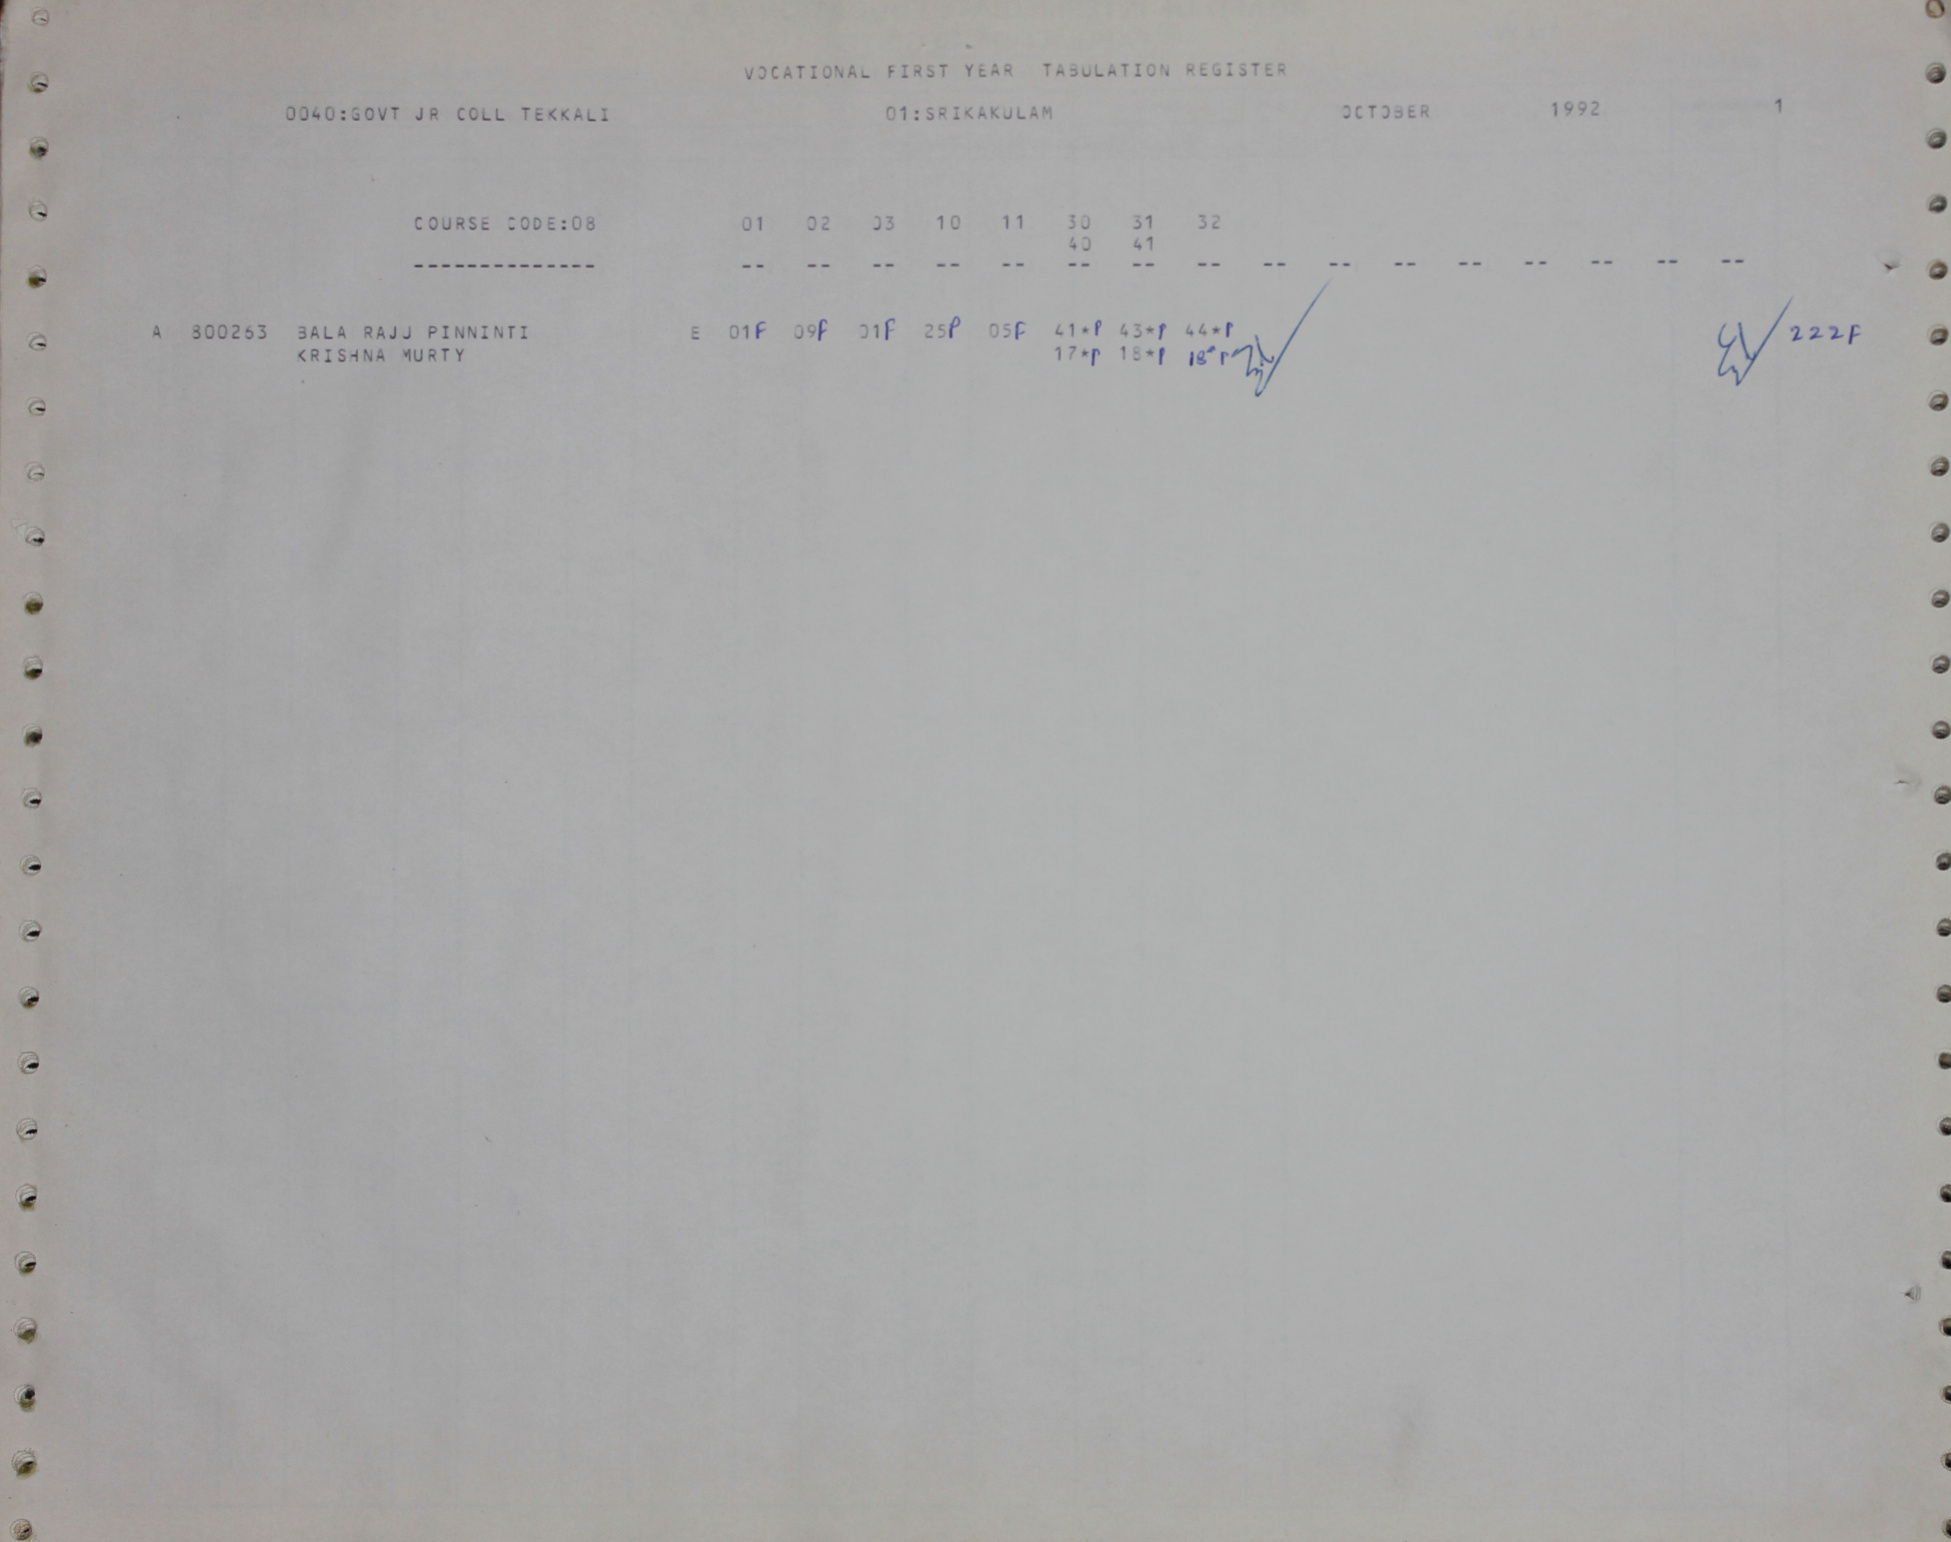 VOCATIONAL FIRST YEAR TABULATION REGISTER
0040:GOVT JR COLL TEKKALI 01:SRIKAKULAM OCTOBER 1992 1
COURSE CODE:08 01 02 03 10 11 30 31 32
40 41
-------------- -- -- -- -- -- -- -- -- -- -- -- -- -- -- -- --
A 800263 BALA RAJU PINNINTI E 01F 09F 01F 25P 05F 41*P 43*P 44*P 222F
KRISHNA MURTY 17*P 18*P 18*P